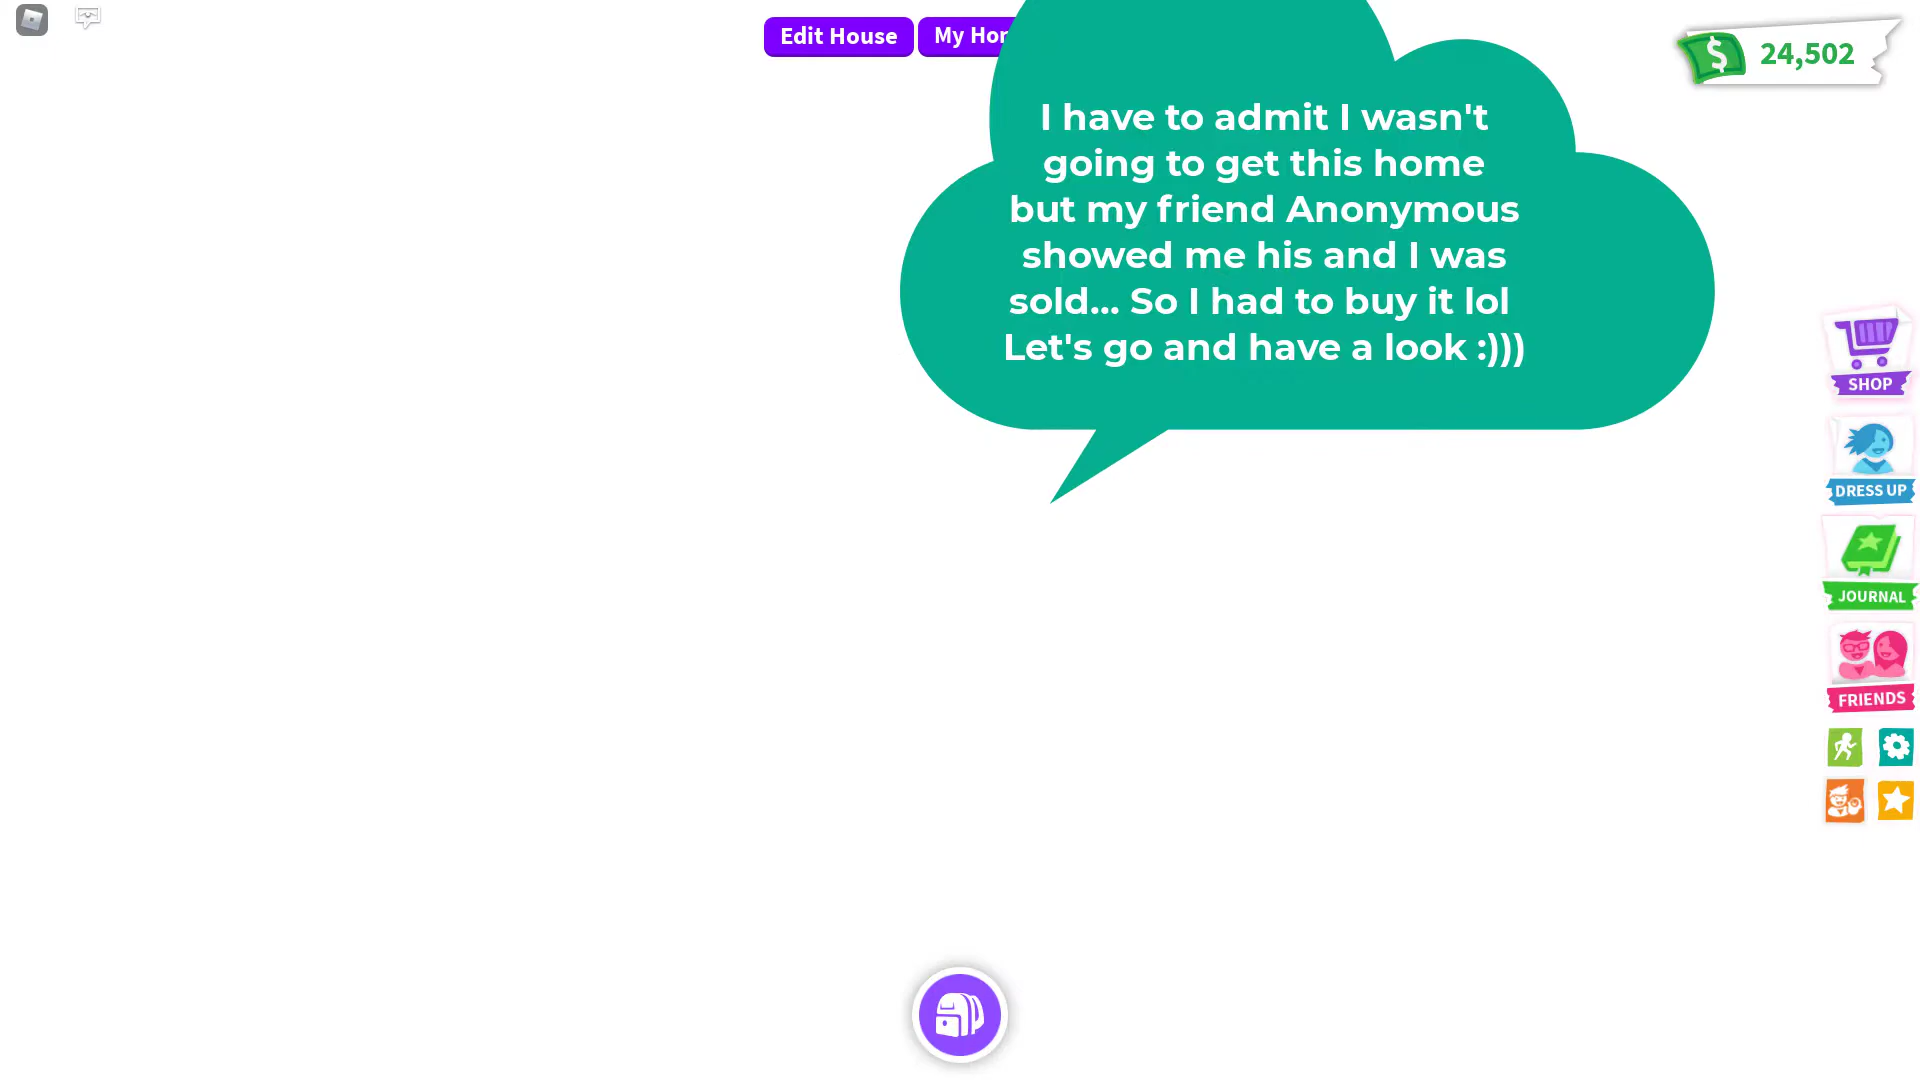 Edit House
My Hor
24,502
I have to admit I wasn't
going to get this home
but my friend Anonymous
showed me his and I was
sold... So I had to buy it lol
Let's go and have a look :)))
SHOP
DRESS UP
JOURNAL
FRIENDS